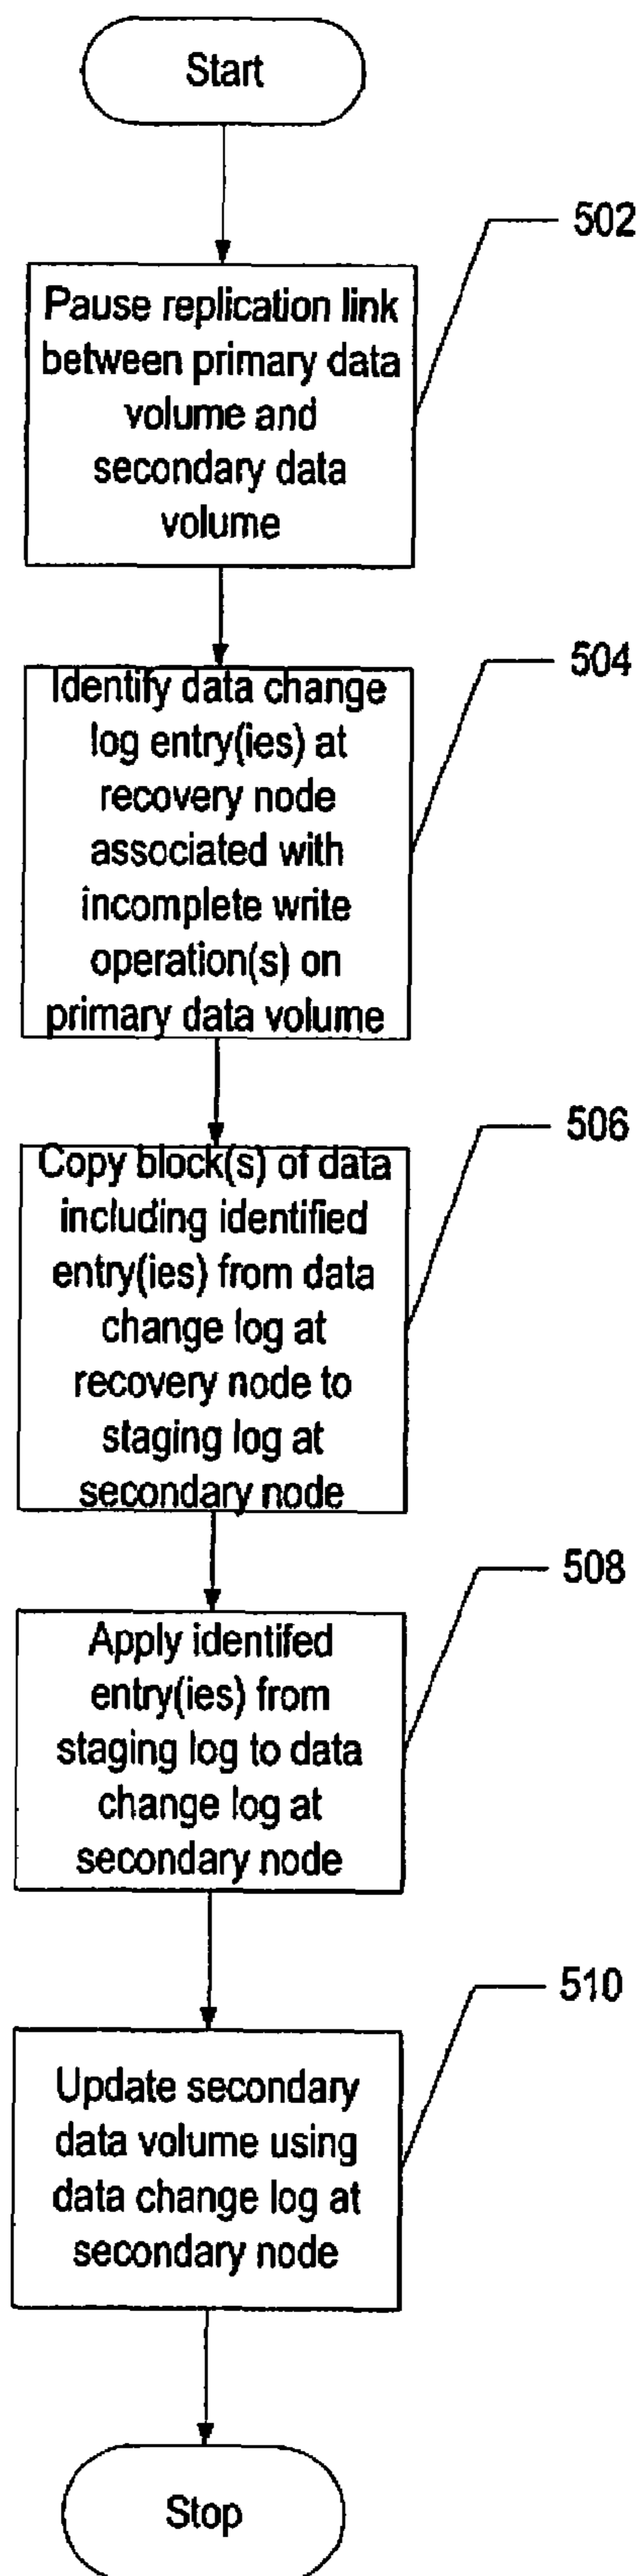 Start
502
Pause replication link
between primary data
volume and
secondary data
volume
504
Identify data change
log entry(ies) at
recovery node
associated with
incomplete write
operation(s) on
primary data volume
506
Copy block(s) of data
including identified
entry(ies) from data
change log at
recovery node to
staging log at
secondary node
508
Apply identifed
entry(ies) from
staging log to data
change log at
secondary node
510
Update secondary
data volume using
data change log at
secondary node
Stop